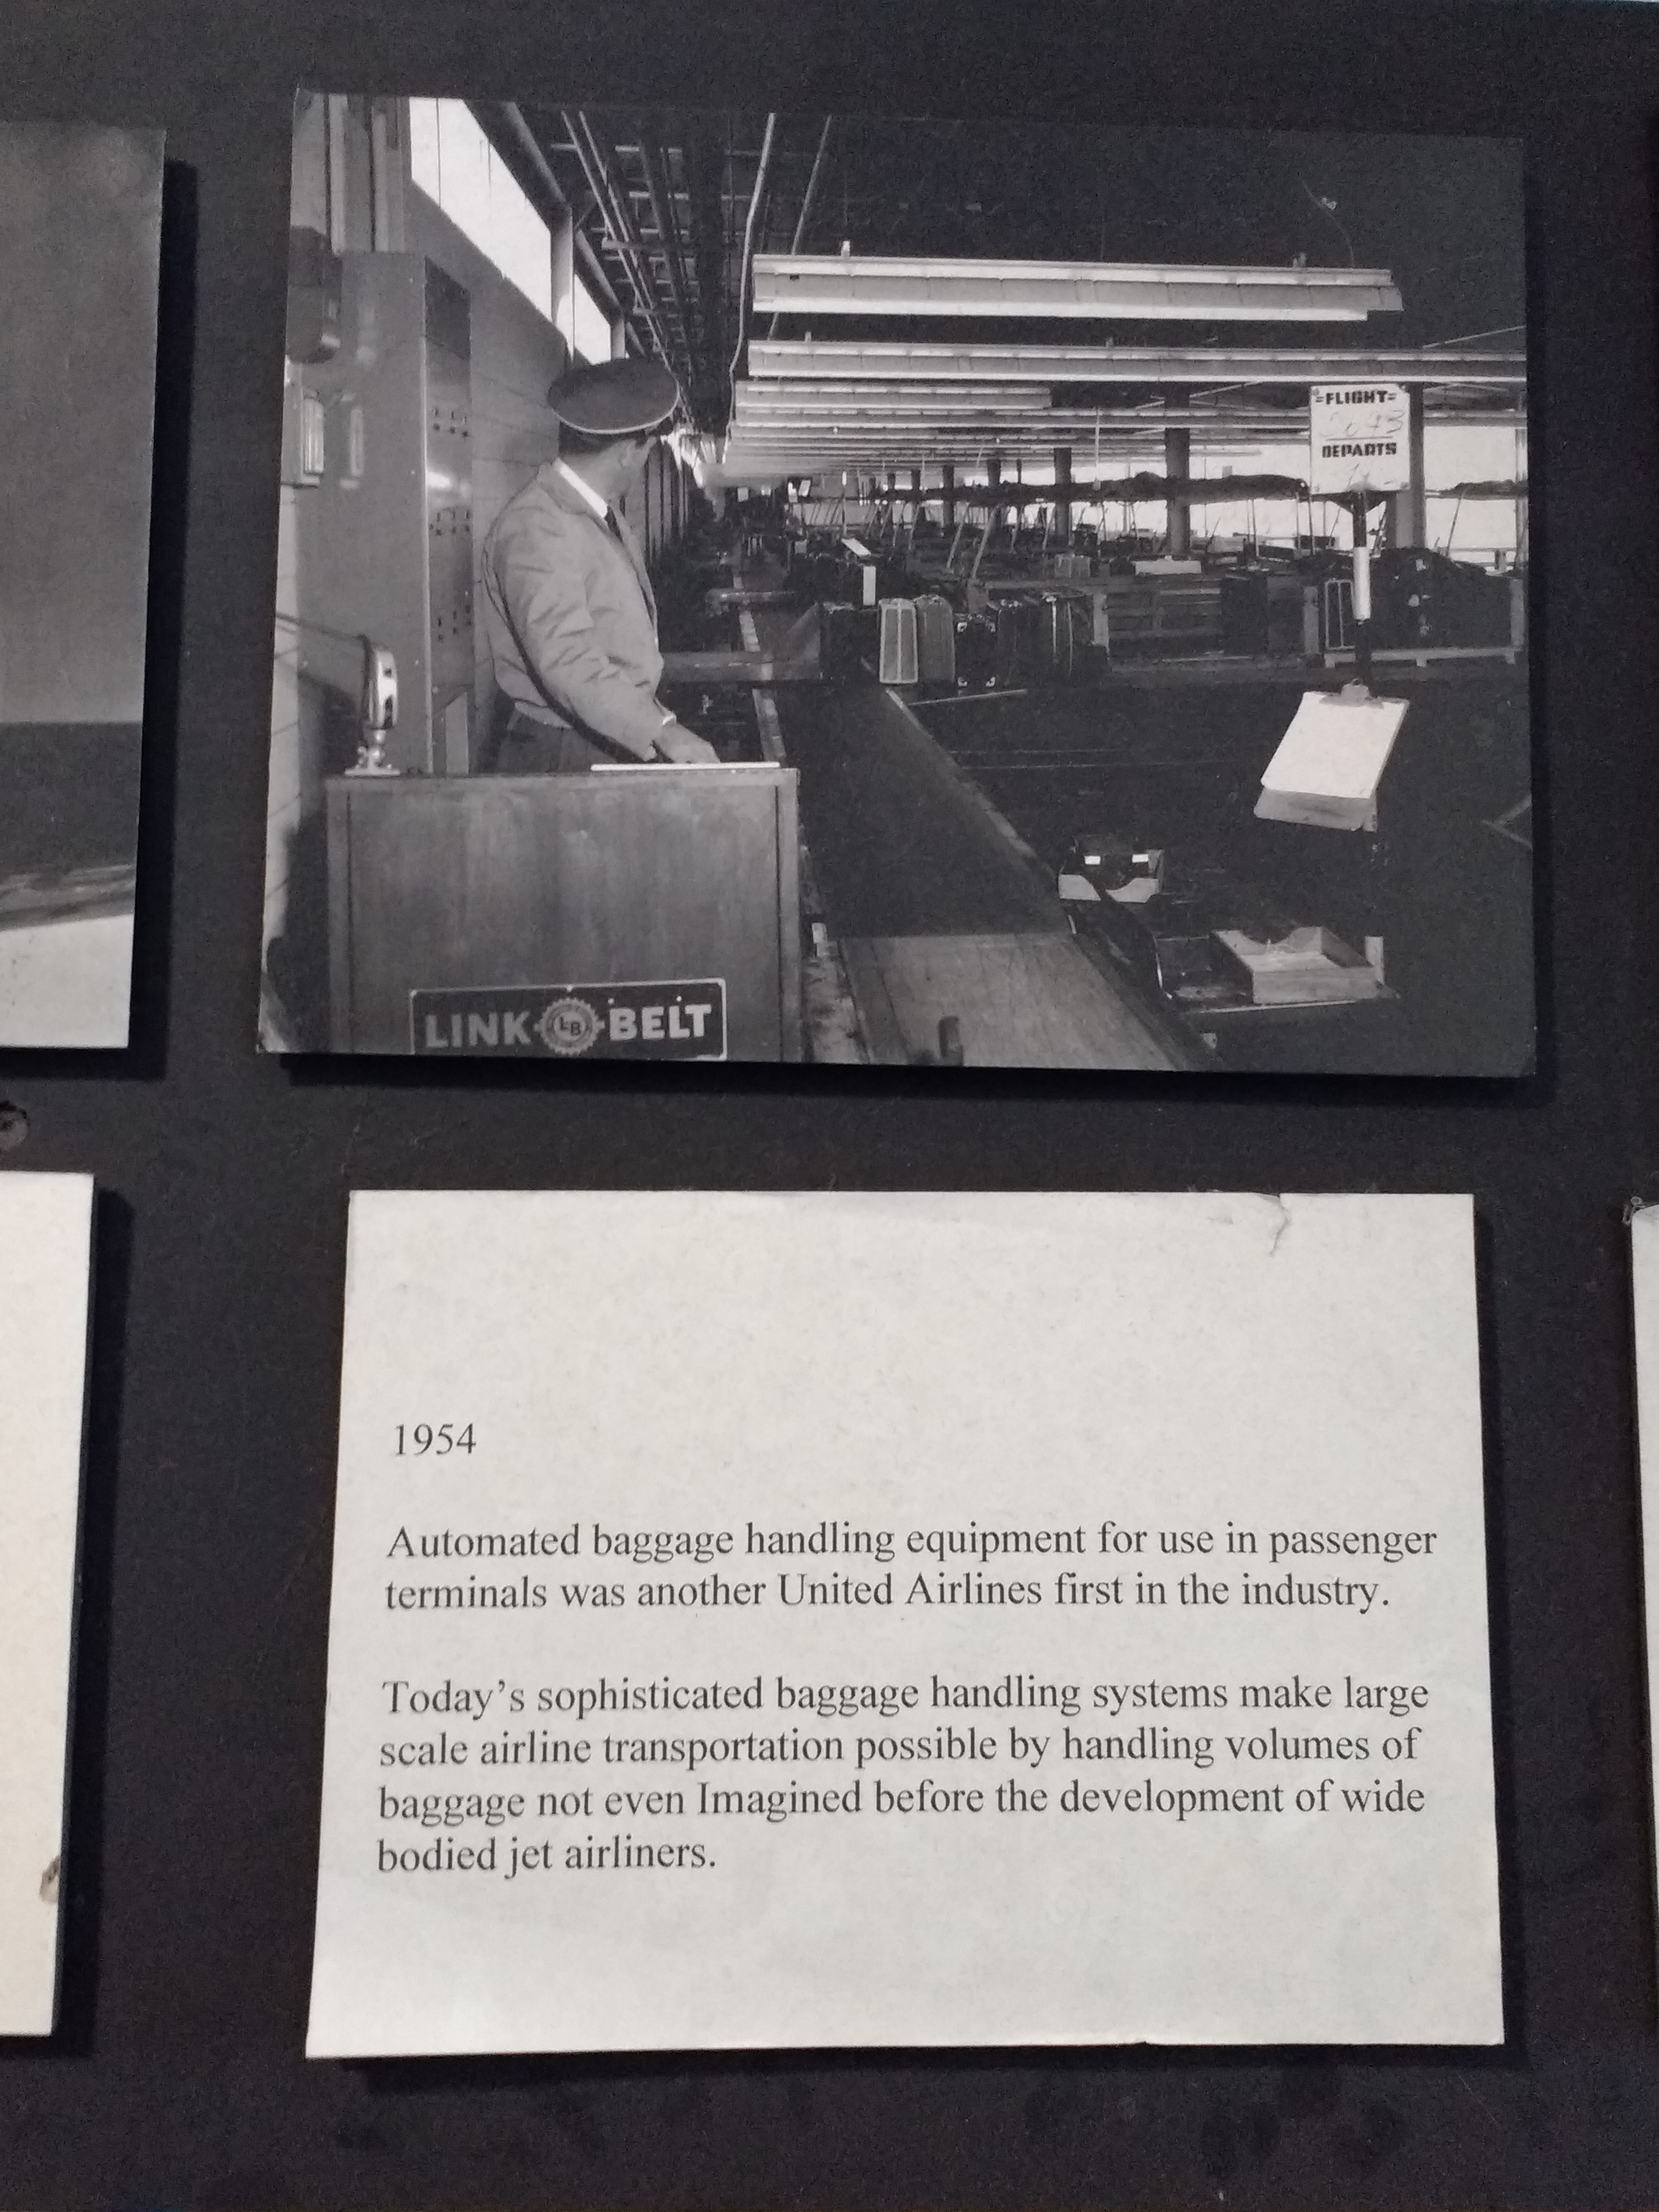 =FLIGHT=
DEPARTS
LINK LB BELT
1954
Automated baggage handling equipment for use in passenger
terminals was another United Airlines first in the industry.
Today's sophisticated baggage handling systems make large
scale airline transportation possible by handling volumes of
baggage not even Imagined before the development of wide
bodied jet airliners.